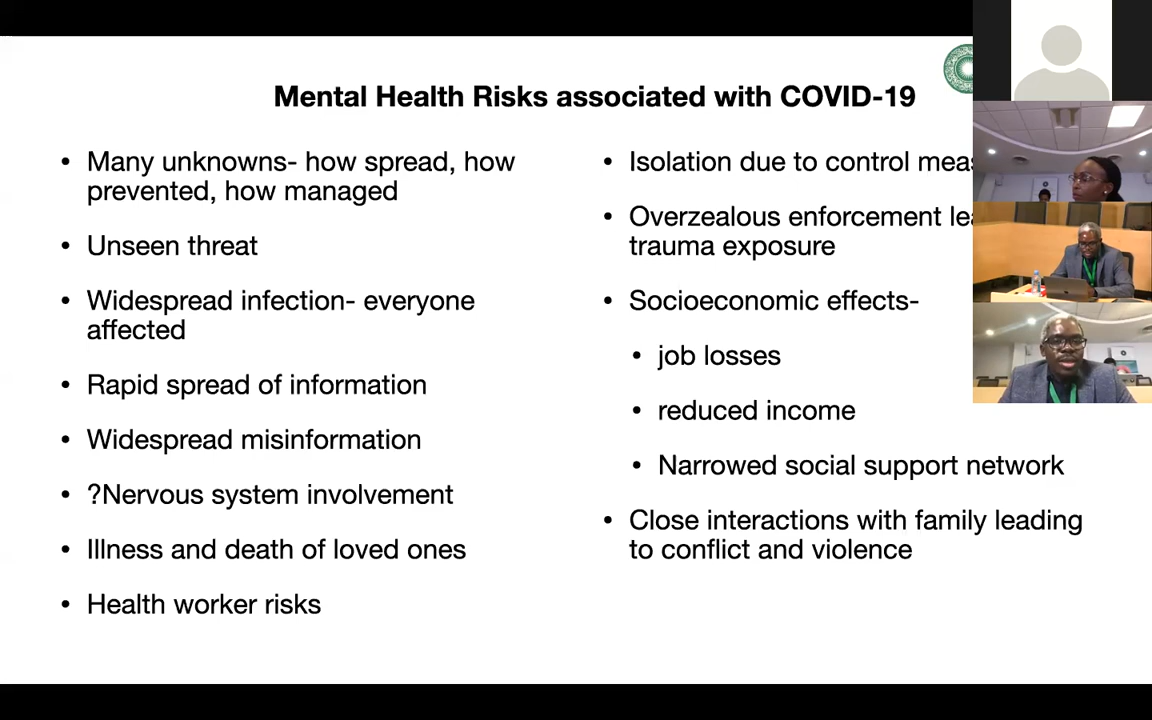 Mental Health Risks associated with COVID-19
• Many unknowns- how spread, how
prevented, how managed
• Unseen threat
• Widespread infection- everyone
affected
• Rapid spread of information
• Widespread misinformation
• ?Nervous system involvement
• Illness and death of loved ones
• Health worker risks
• Isolation due to control
• Overzealous enforcement
trauma exposure
• Socioeconomic effects-
• job losses
• reduced income
• Narrowed social support network
• Close interactions with family leading
to conflict and violence